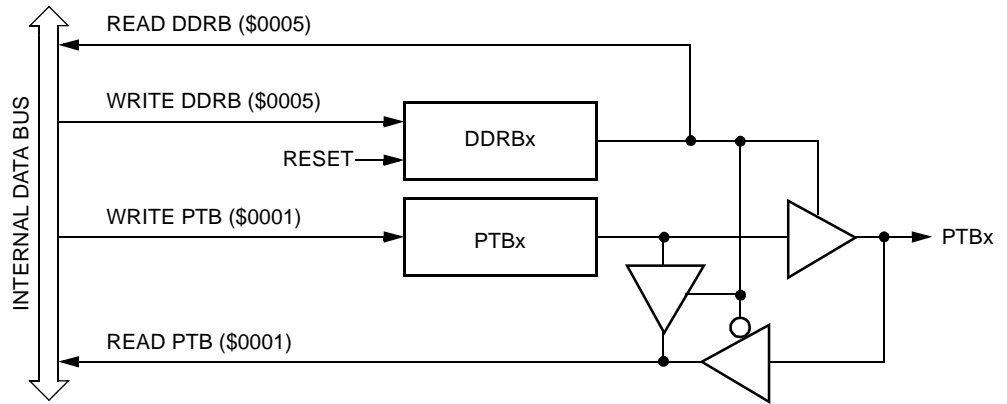 READ DDRB ($0005)
WRITE DDRB ($0005)
DDRBx
RESET
WRITE PTB ($0001)
PTBx
PTBx
READ PTB ($0001)
INTERNAL DATA BUS